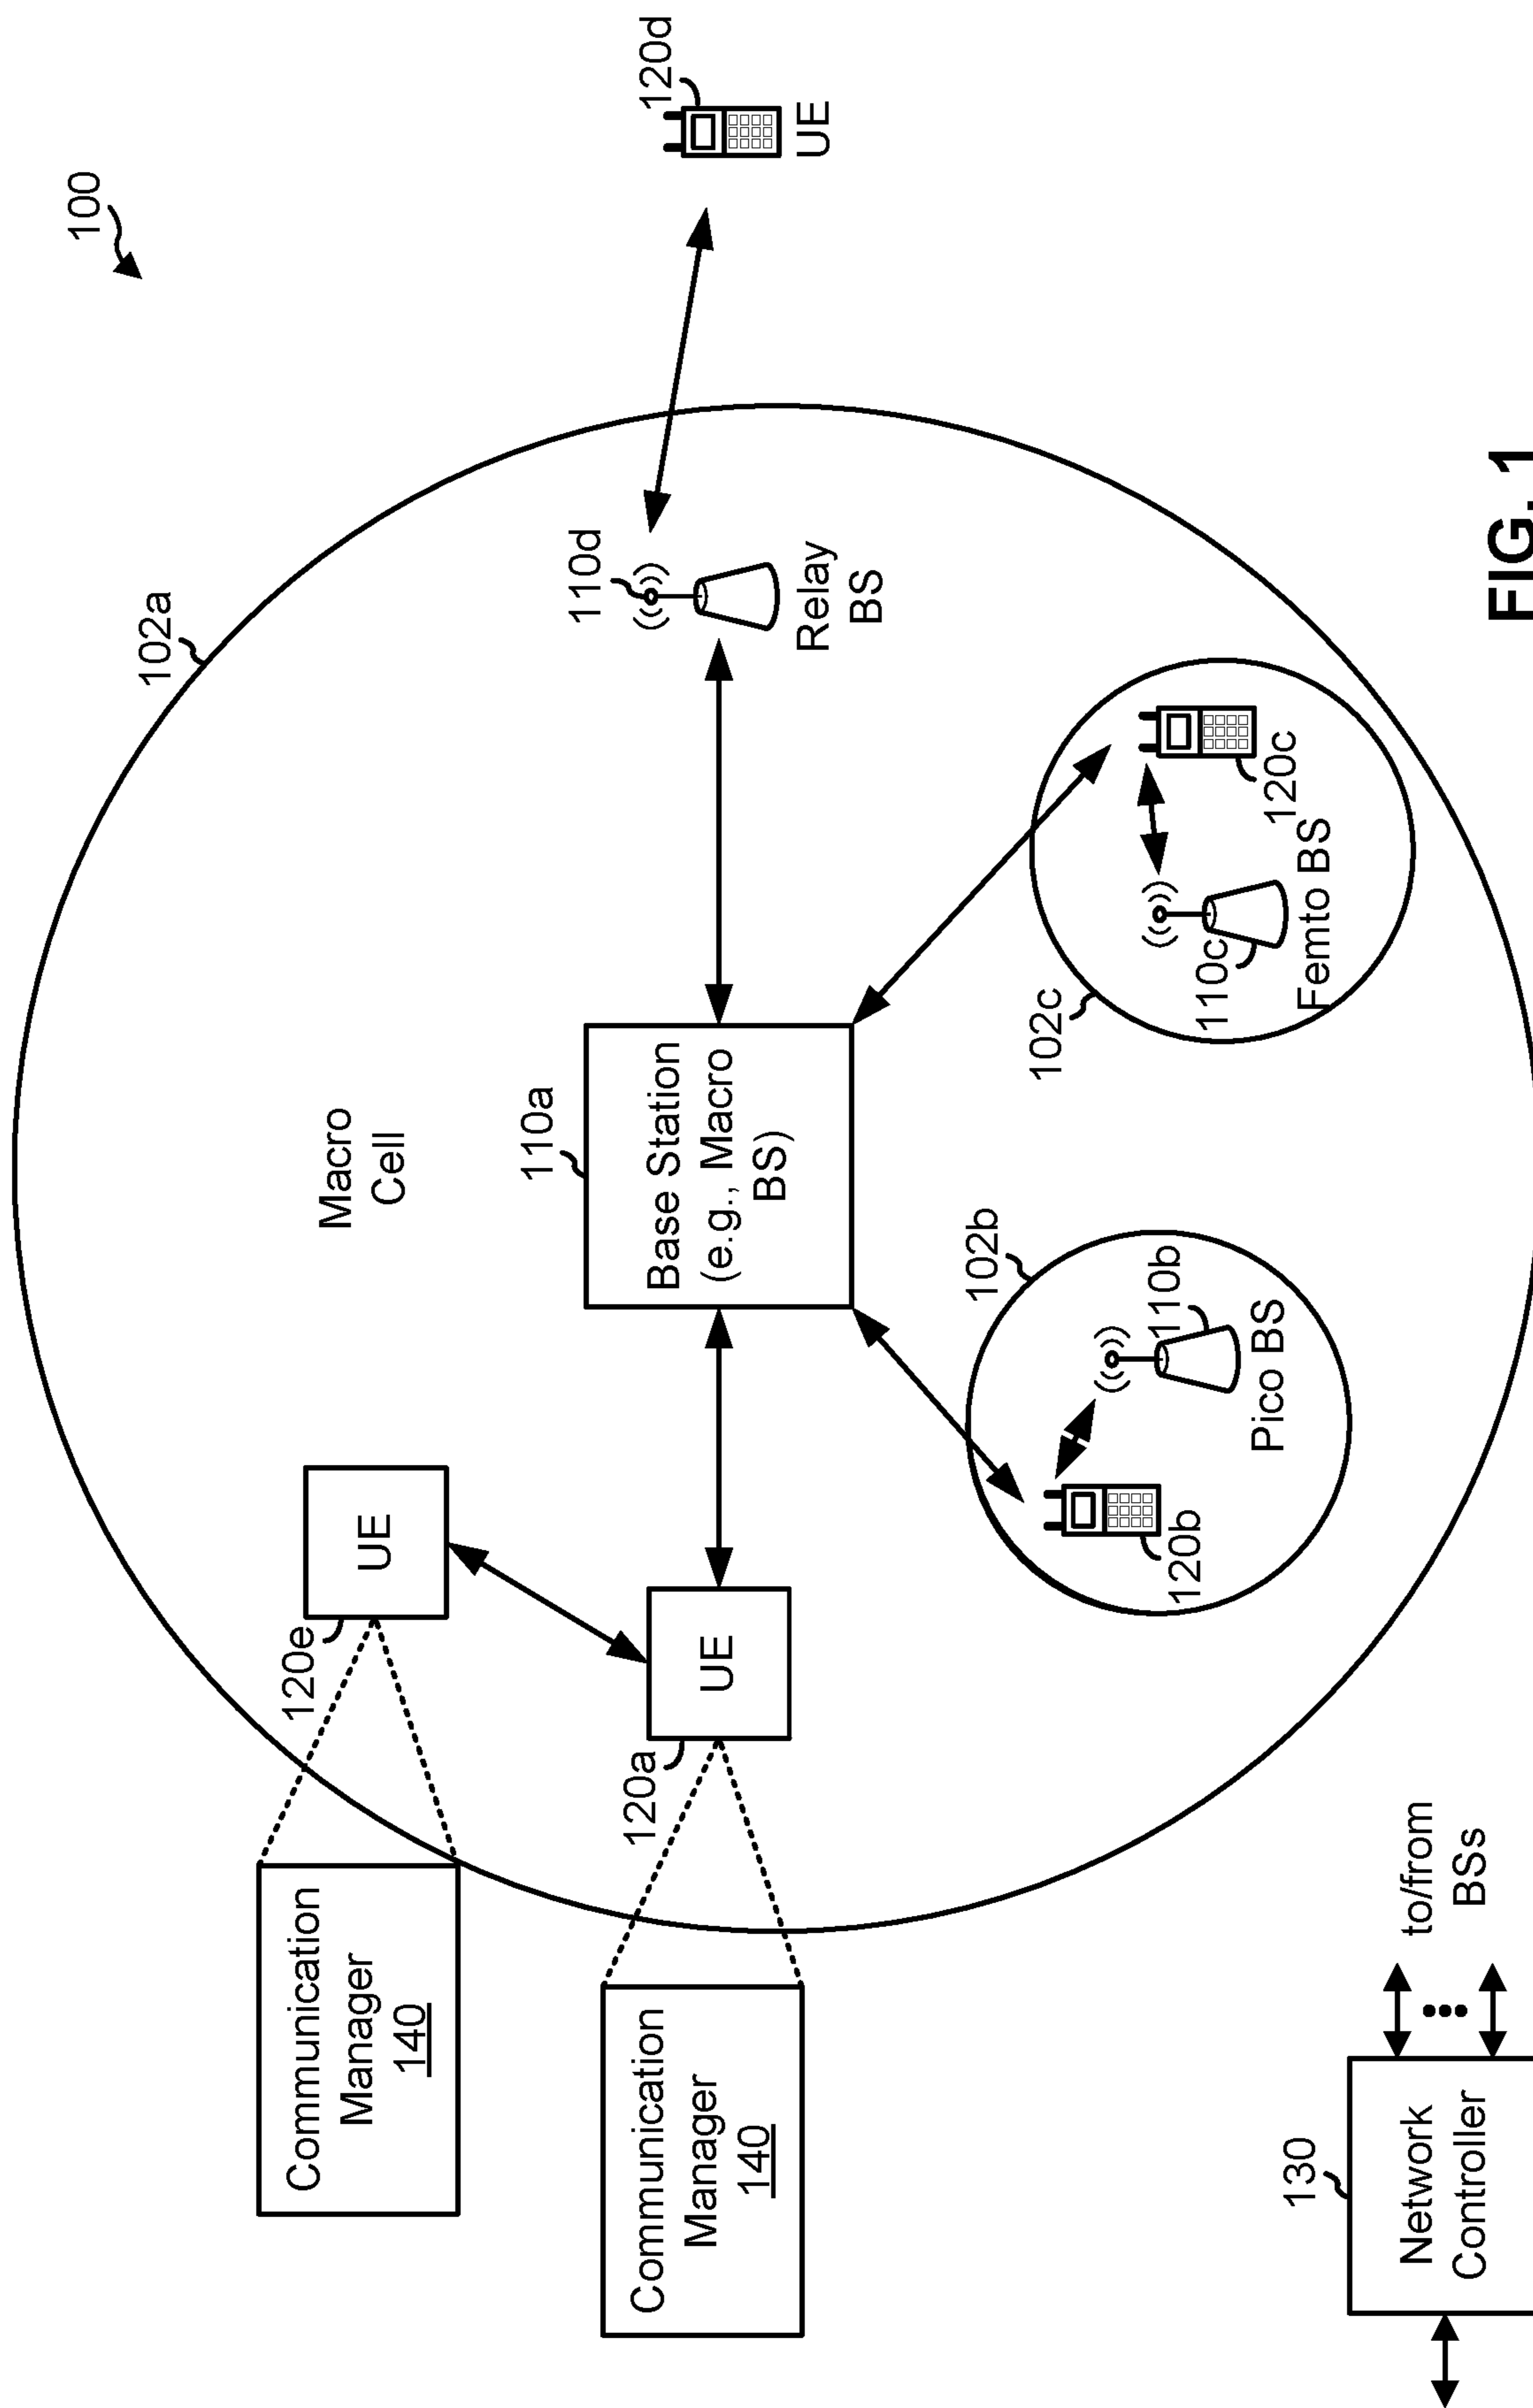 100
102a
Macro
Cell
120e
UE
Communication
Manager
140
110a
Base Station
(e.g., Macro
BS)
110d
Relay
BS
120d
UE
120a
UE
Communication
Manager
140
102b
110b
Pico BS
120b
102c
110c
Femto BS
120c
130
Network
Controller
to/from
BSs
FIG. 1